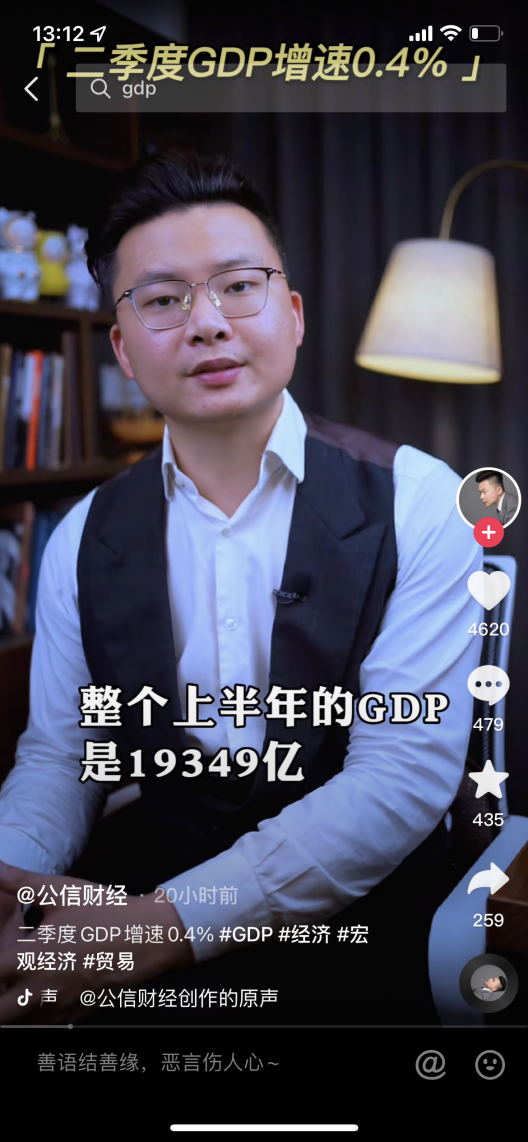 13:12
「 二季度GDP增速0.4% 」
gdp
4620
整个上半年的GDP
是19349亿
479
435
@公信财经 · 20小时前
259
二季度GDP增速0.4% #GDP #经济 #宏
观经济 #贸易
声 @公信财经创作的原声
善语结善缘，恶言伤人心~
@